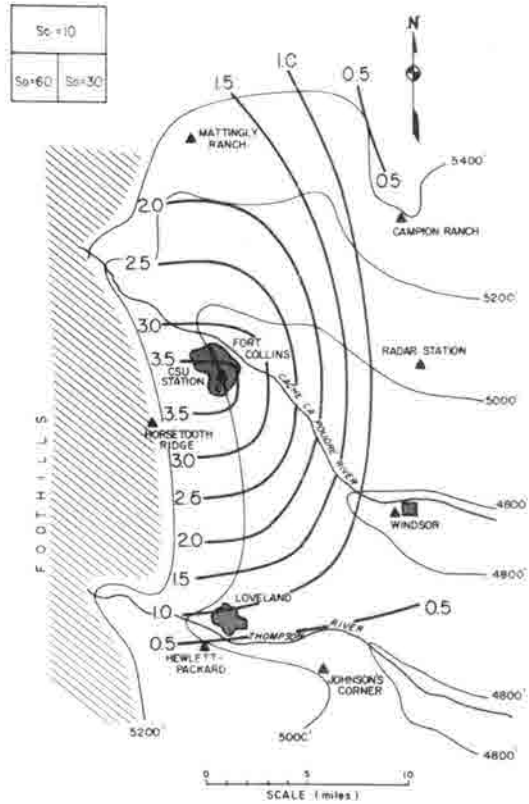 Sc =10
So=60 So=30
N
1.5
1.0
0.5
MATTINGLY RANCH
0.5
5400'
CAMPION RANCH
2.0
2.5
5200'
3.0
FORT COLLINS
RADAR STATION
3.5
CSU STATION
5000'
3.5
CACHE LA POUDRE RIVER
HORSETOOTH RIDGE
3.0
FOOTHILLS
2.5
4800'
WINDSOR
2.0
4800'
1.5
LOVELAND
1.0
0.5
THOMPSON RIVER
0.5
HEWLETT-PACKARD
JOHNSON'S CORNER
4800'
5200'
5000'
4800'
0 5 10
SCALE (miles)